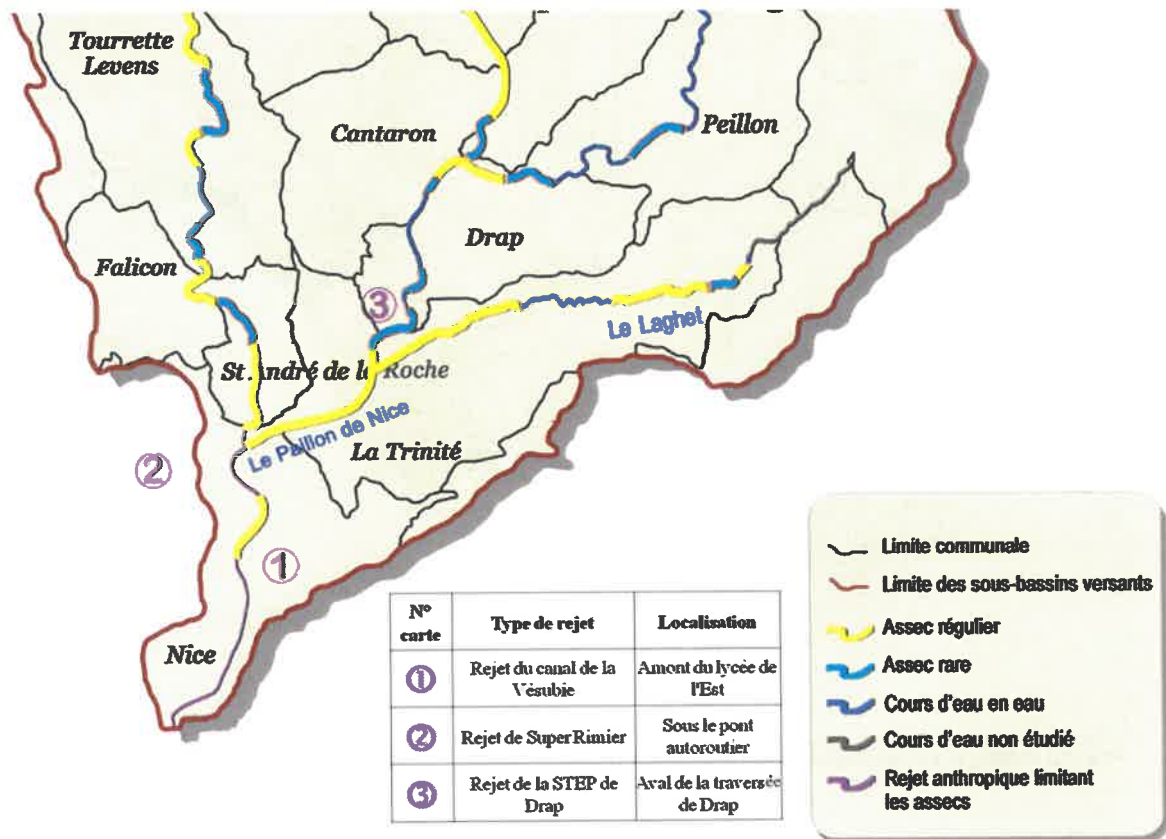 Tourrette
Levens
Cantaron
Peillon
Drap
Falicon
③
Le Laghet
St André de la Roche
Le Paillon de Nice
La Trinité
②
①
Nice
N° carte
Type de rejet
Localisation
①
Rejet du canal de la
Vésubie
Amont du lycée de
l'Est
②
Rejet de SuperRimier
Sous le pont
autoroutier
③
Rejet de la STEP de
Drap
Aval de la traversée
de Drap
Limite communale
Limite des sous-bassins versants
Assec régulier
Assec rare
Cours d'eau en eau
Cours d'eau non étudié
Rejet anthropique limitant
les assecs